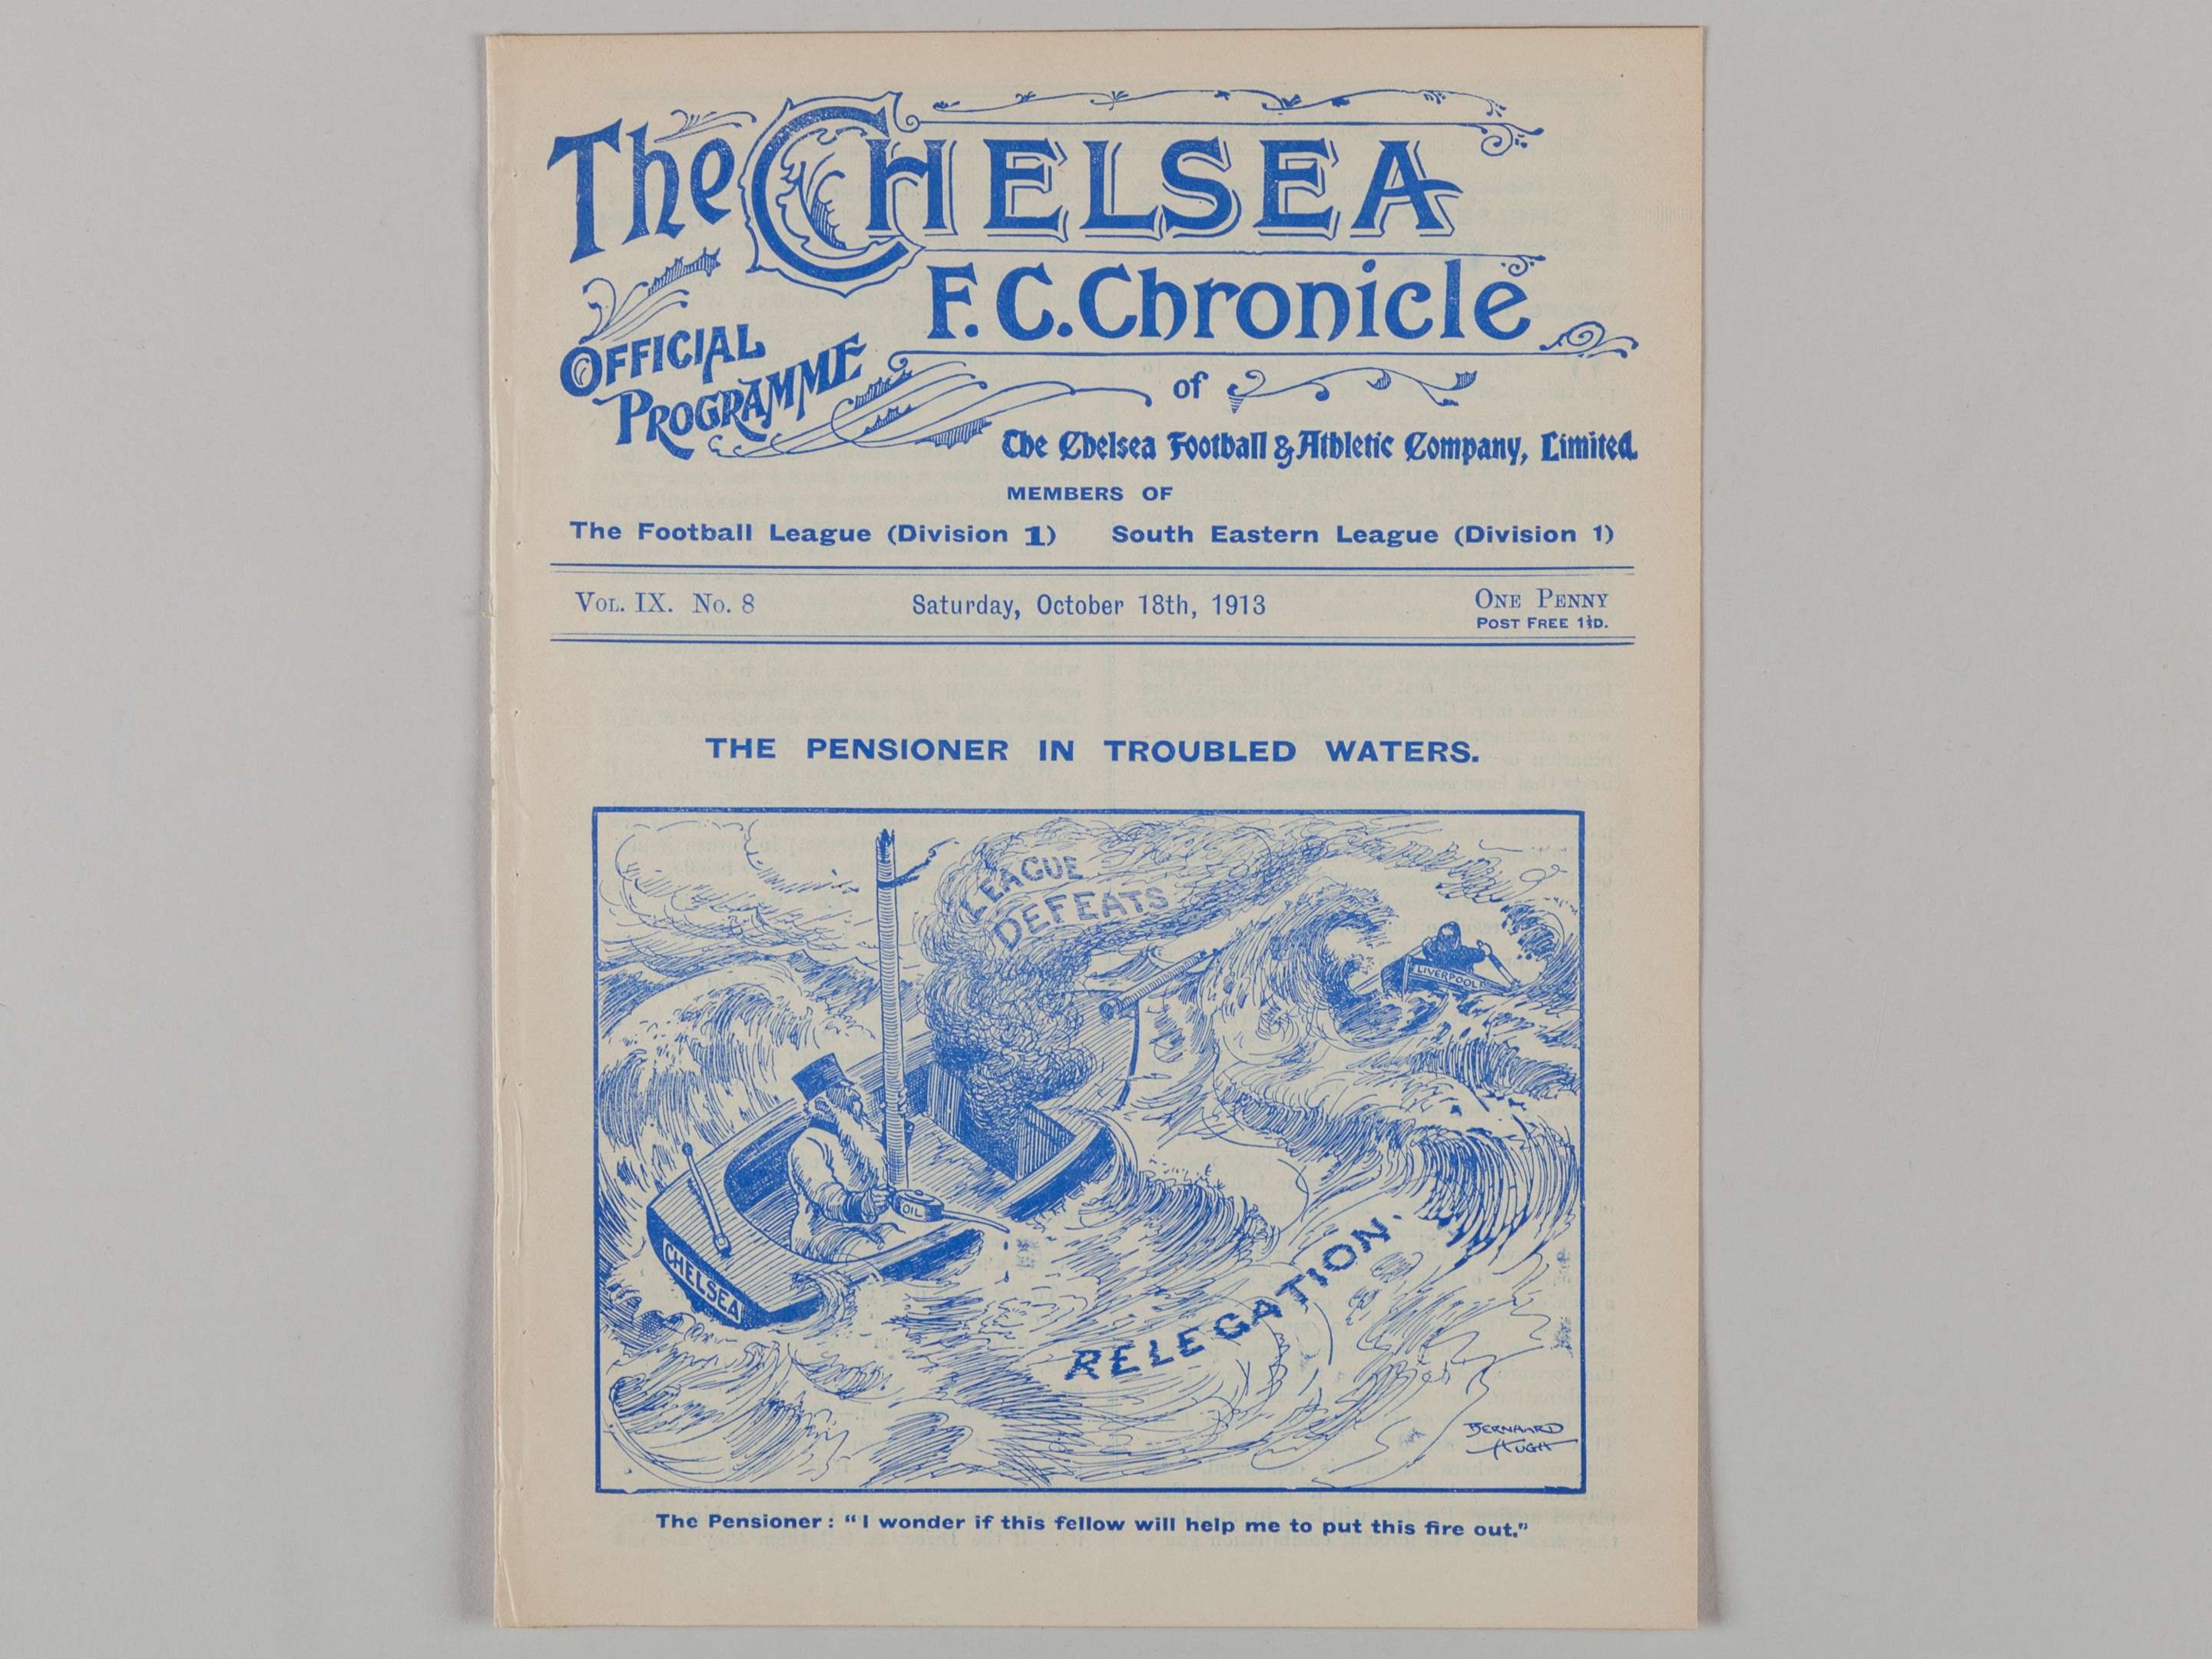 The CHELSEA
F.C. Chronicle
OFFICIAL
PROGRAMME
of
The Chelsea Football & Athletic Company, Limited.
MEMBERS OF
The Football League (Division 1) South Eastern League (Division 1)
VOL. IX. No. 8 Saturday, October 18th, 1913 ONE PENNY
POST FREE 1½D.
THE PENSIONER IN TROUBLED WATERS.
LEAGUE
DEFEATS
LIVERPOOL
OIL
CHELSEA
RELEGATION.
BERNARD
HUGH
The Pensioner: "I wonder if this fellow will help me to put this fire out."